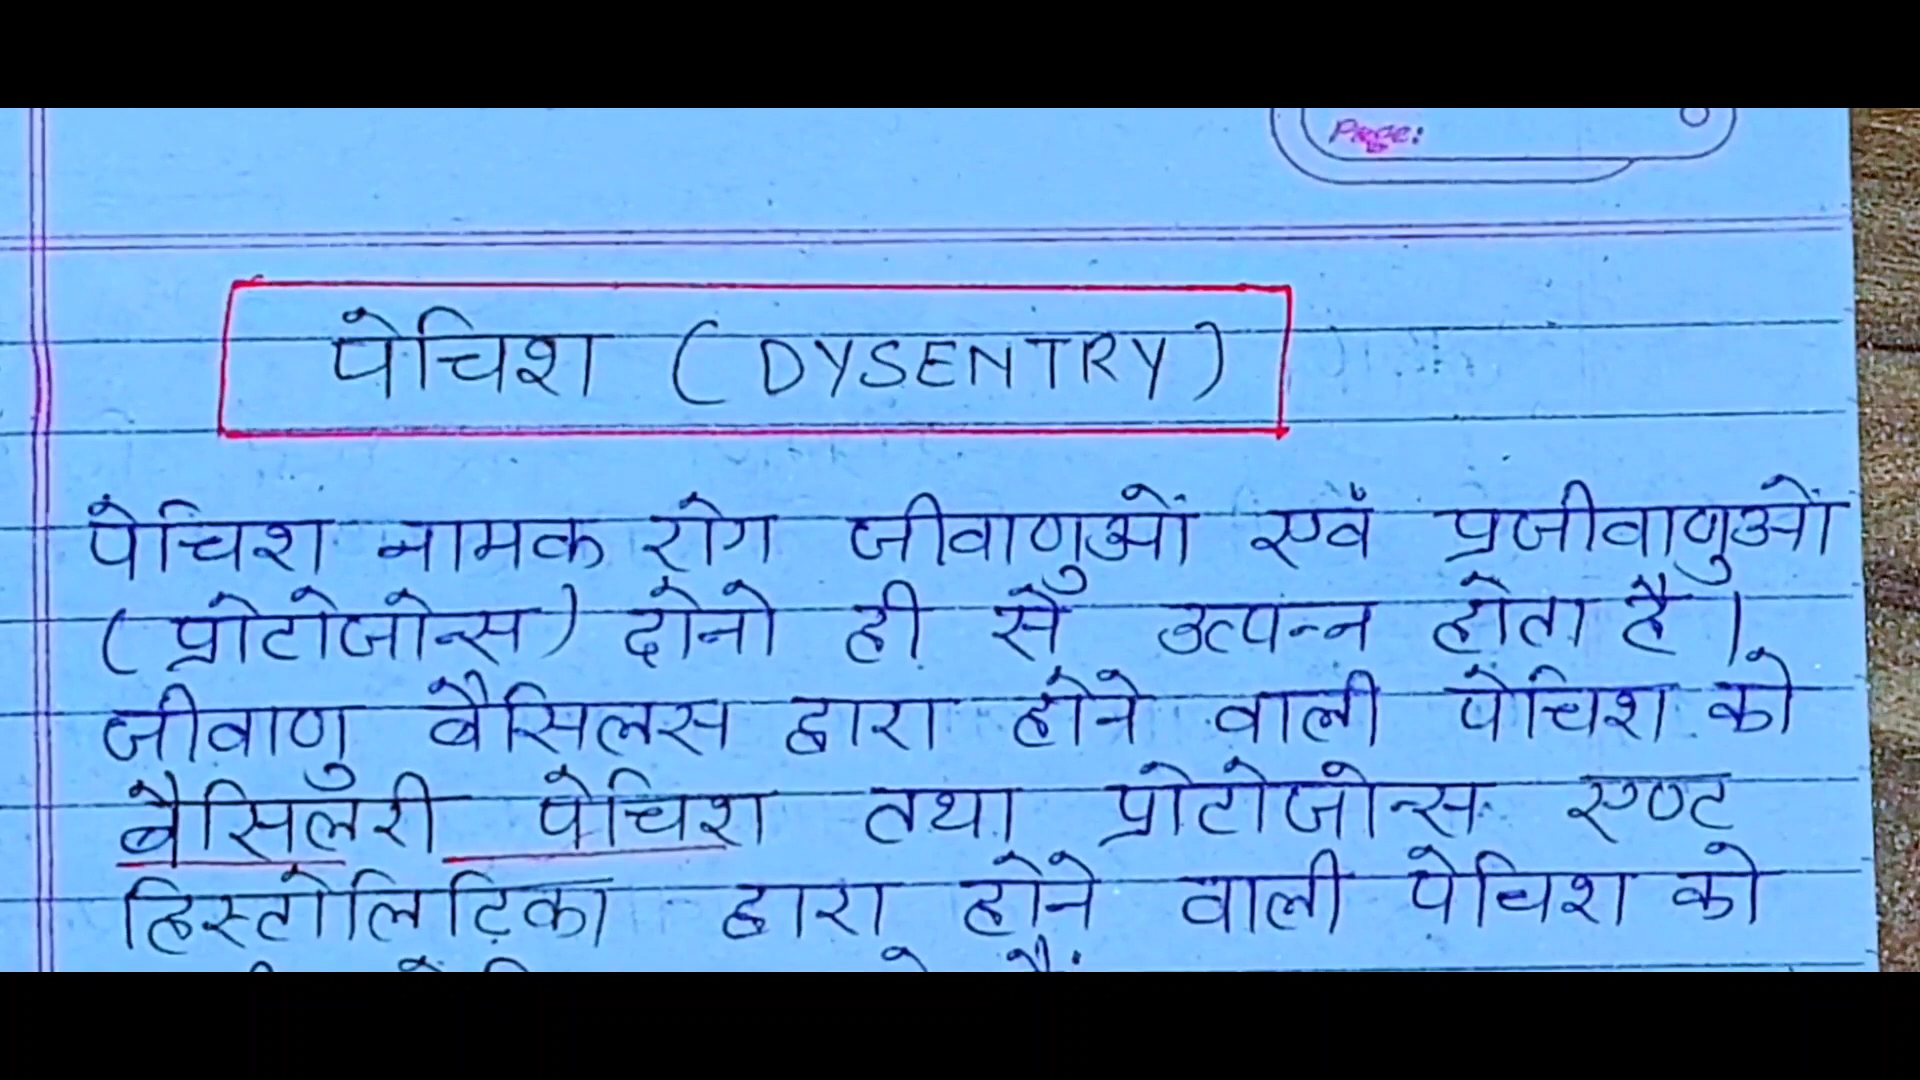 Page:
पेचिश ( DYSENTRY )
पेचिश नामक रोग जीवाणुओं एवं प्रजीवाणुओं
( प्रोटोजोन्स ) दोनो ही से उत्पन्न होता है ।
जीवाणु बैसिलस द्वारा होने वाली पेचिश को
बैसिलरी पेचिश तथा प्रोटोजोन्स एण्ट
हिस्टोलिटिका द्वारा होने वाली पेचिश को